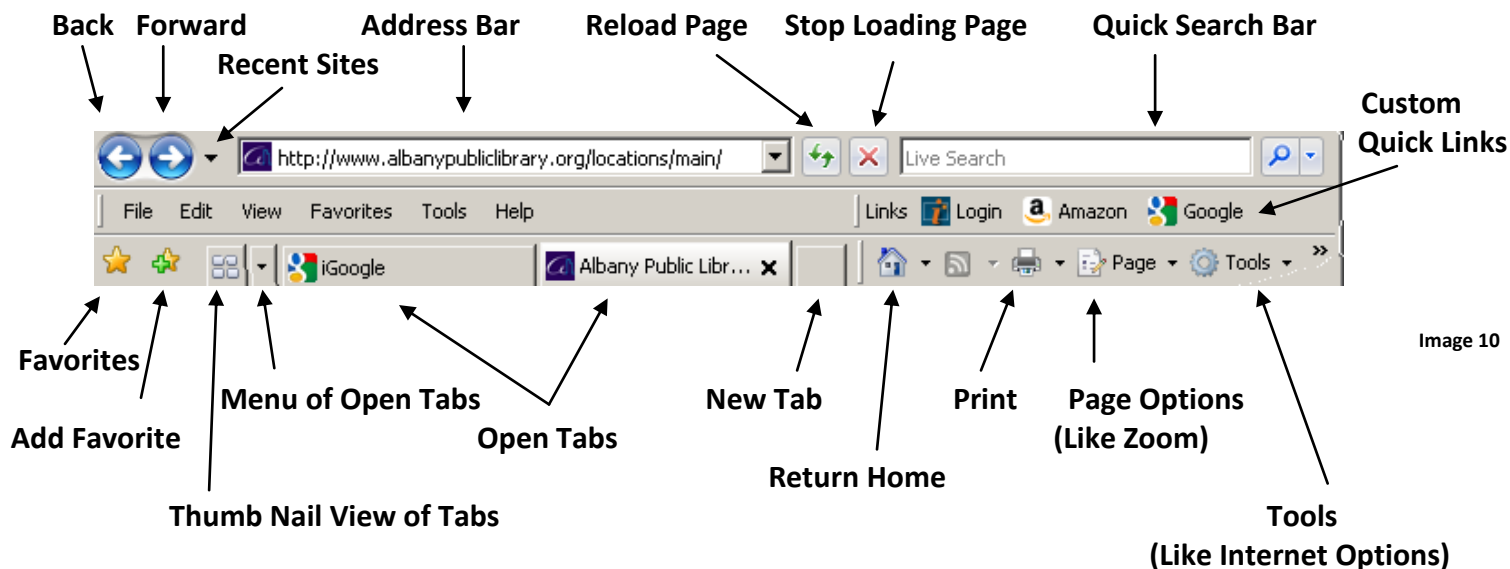 Back Forward Address Bar Reload Page Stop Loading Page Quick Search Bar
Recent Sites
Custom
Quick Links
http://www.albanypubliclibrary.org/locations/main/ Live Search
File Edit View Favorites Tools Help Links Login Amazon Google
iGoogle Albany Public Libr... Page Tools »
Image 10
Favorites
Menu of Open Tabs New Tab Print Page Options
Add Favorite Open Tabs (Like Zoom)
Return Home
Thumb Nail View of Tabs Tools
(Like Internet Options)